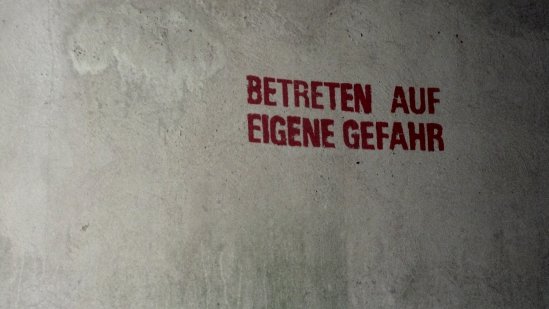 BETRETEN AUF
EIGENE GEFAHR